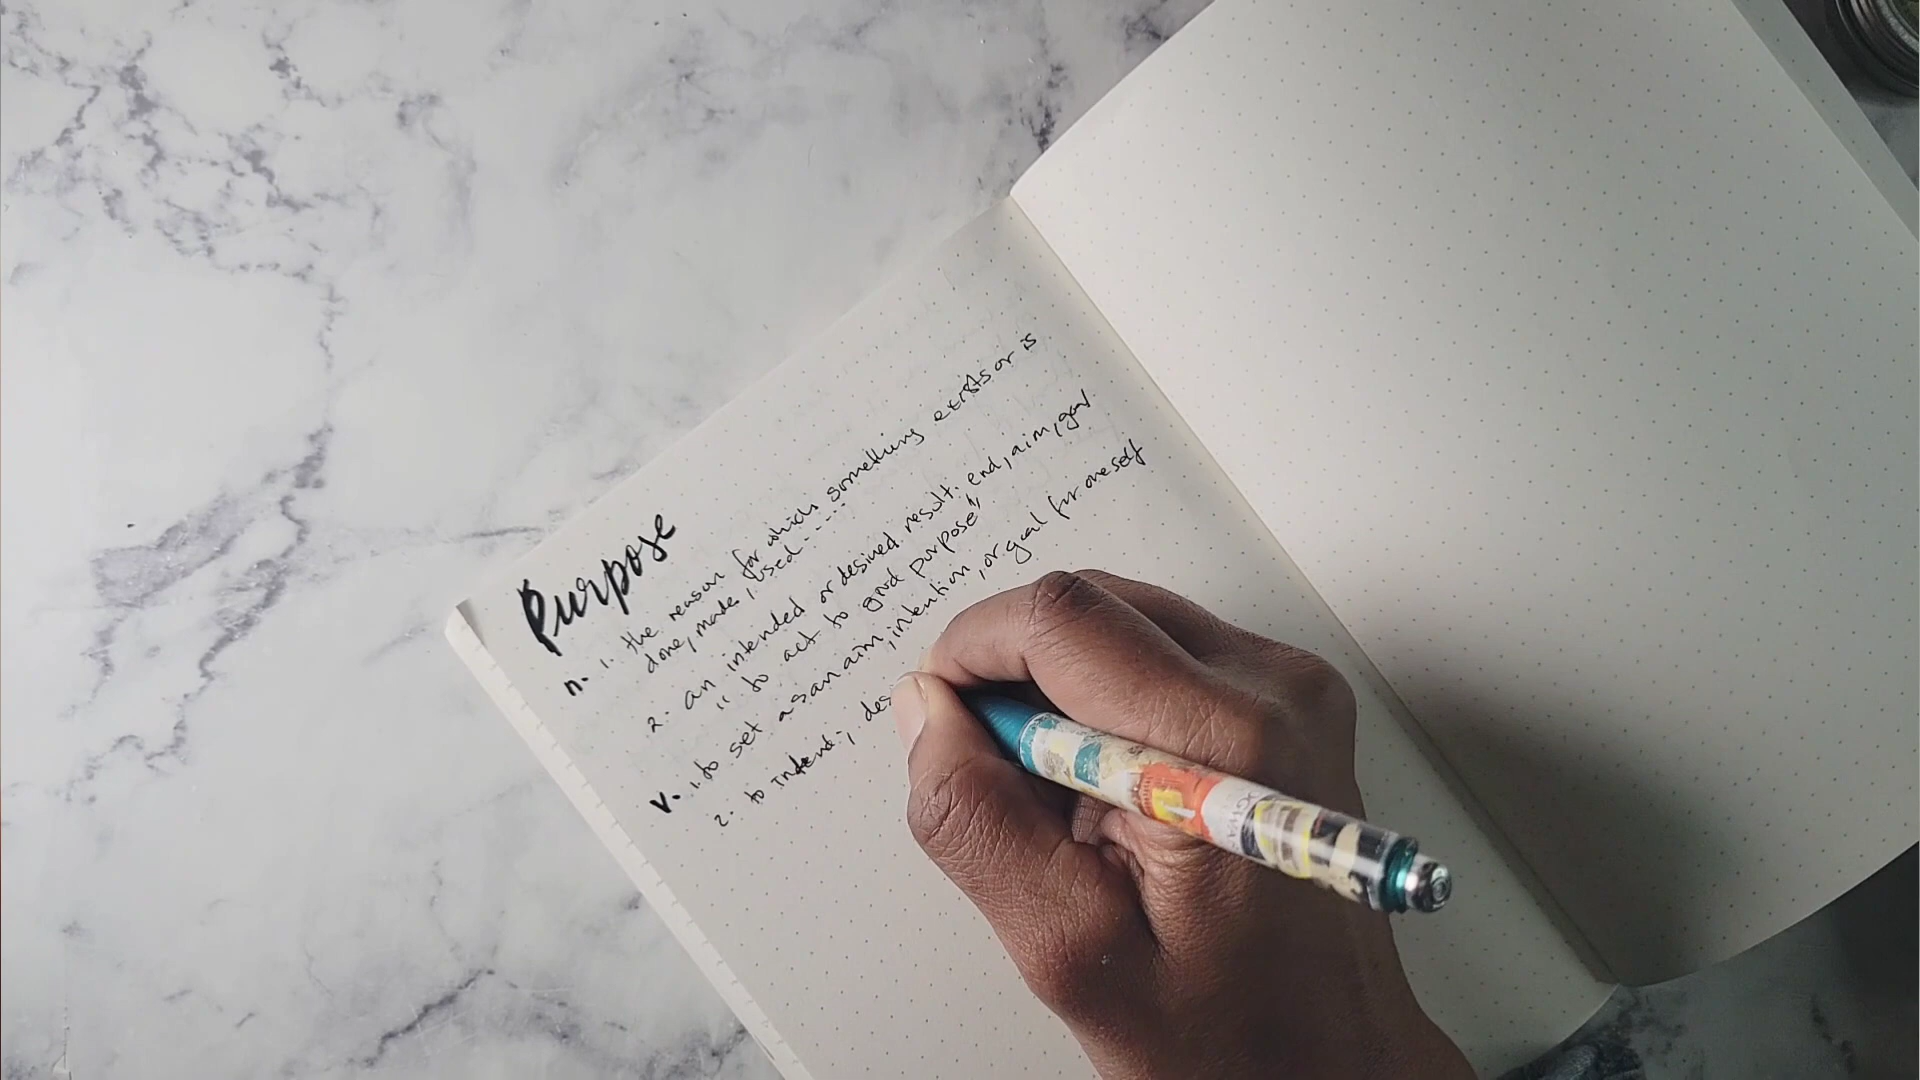 Purpose
n. 1. the reason for which something exists or is
done, made, used ....
2. an intended or desired result. end, aim, goal
" to act to good purpose"
v. 1. to set as an aim, intention, or goal for oneself
2. to intend; des